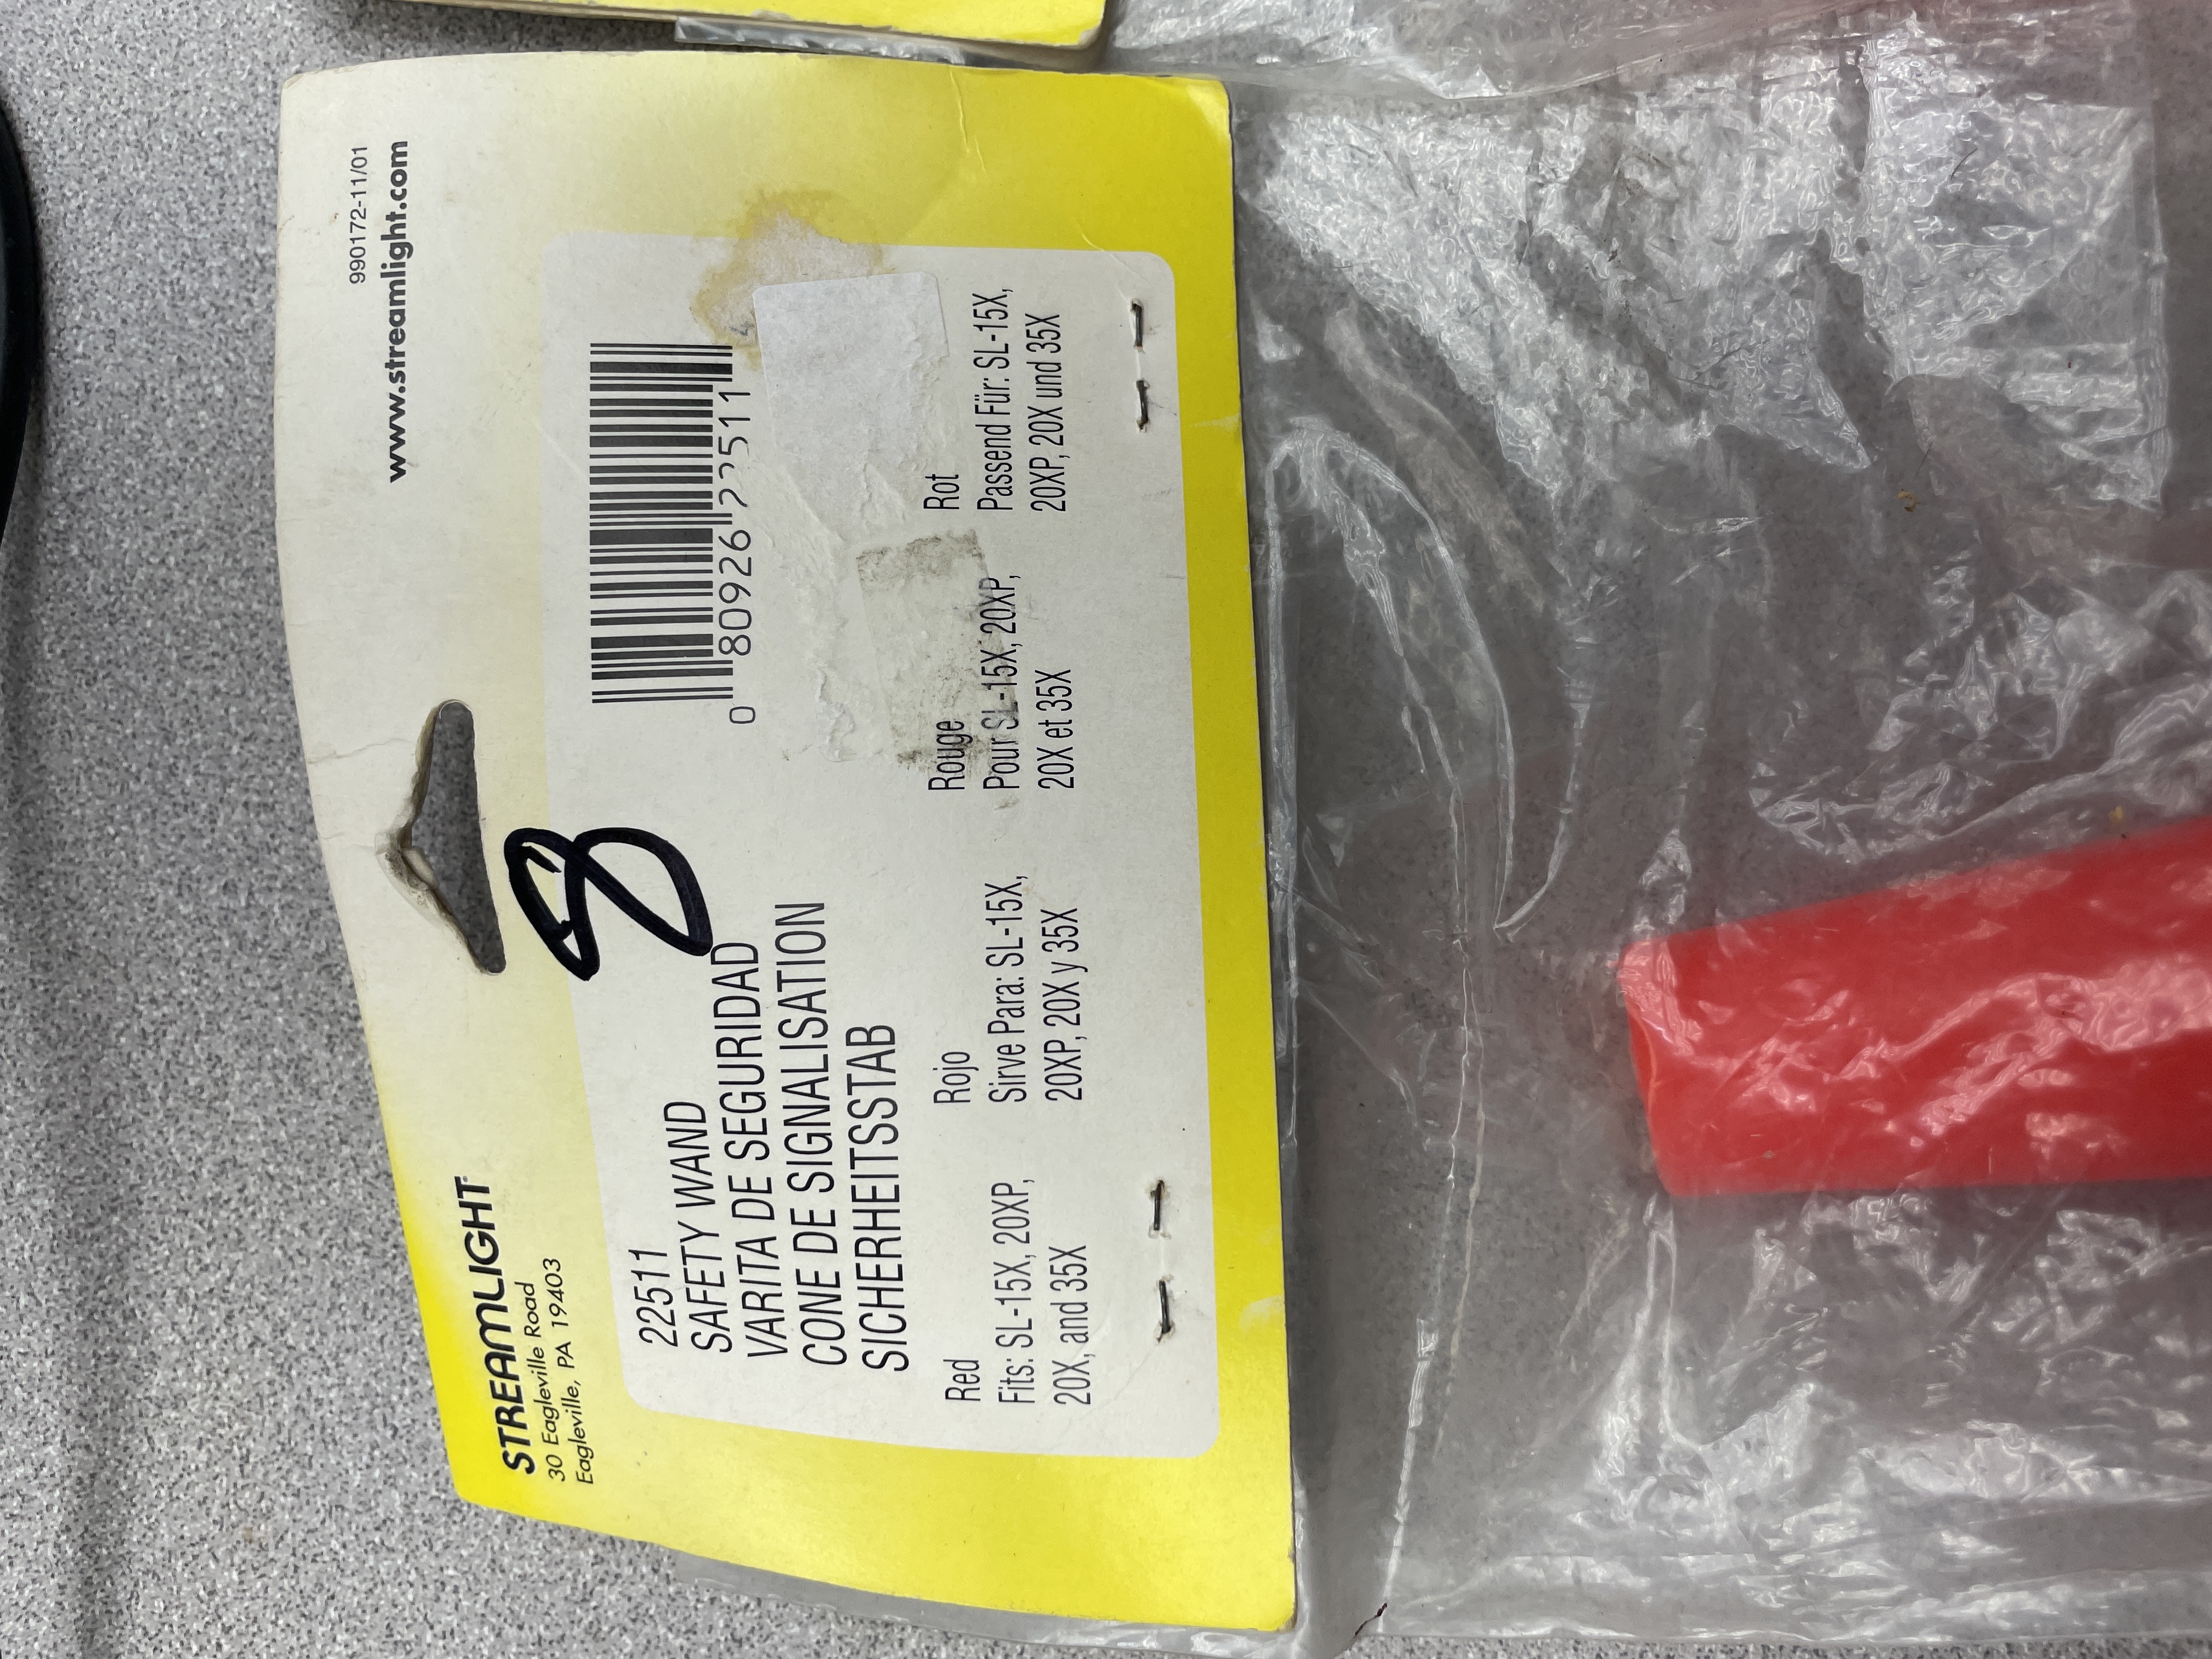 STREAMLIGHT
30 Eagleville Road
Eagleville, PA 19403
990172-11/01
www.streamlight.com
8
22511
SAFETY WAND
VARITA DE SEGURIDAD
CONE DE SIGNALISATION
SICHERHEITSSTAB
0 80926 22511
Red
Fits: SL-15X, 20XP,
20X, and 35X
Rojo
Sirve Para: SL-15X,
20XP, 20X y 35X
Rouge
Pour SL-15X, 20XP,
20X et 35X
Rot
Passend Für: SL-15X,
20XP, 20X und 35X